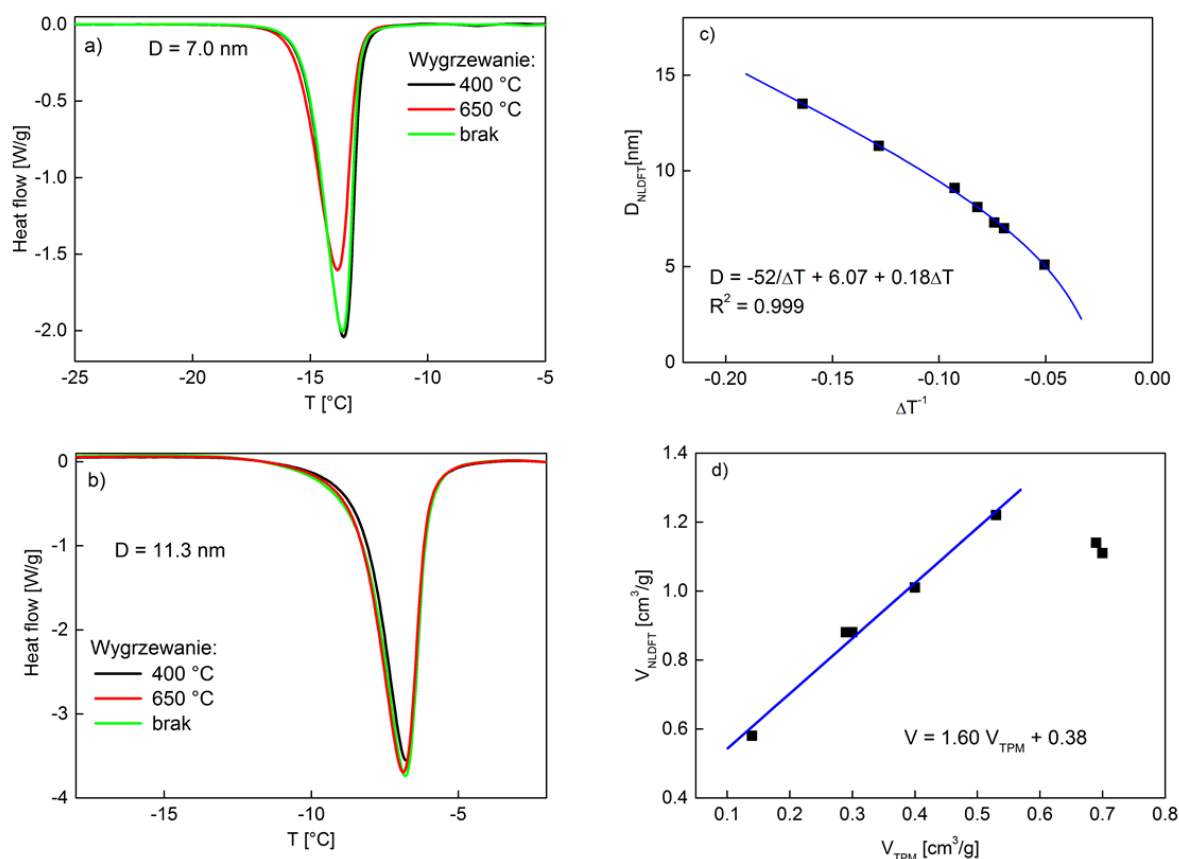 a)
D = 7.0 nm
Wygrzewanie:
400 °C
650 °C
brak
0.0
-0.5
-1.0
-1.5
-2.0
Heat flow [W/g]
-25 -20 -15 -10 -5
T [°C]
c)
15
10
5
0
D_NLDFT [nm]
D = -52/ΔT + 6.07 + 0.18ΔT
R² = 0.999
-0.20 -0.15 -0.10 -0.05 0.00
ΔT⁻¹
b)
D = 11.3 nm
Wygrzewanie:
400 °C
650 °C
brak
0
-1
-2
-3
-4
Heat flow [W/g]
-15 -10 -5
T [°C]
d)
1.4
1.2
1.0
0.8
0.6
0.4
V_NLDFT [cm³/g]
V = 1.60 V_TPM + 0.38
0.1 0.2 0.3 0.4 0.5 0.6 0.7 0.8
V_TPM [cm³/g]